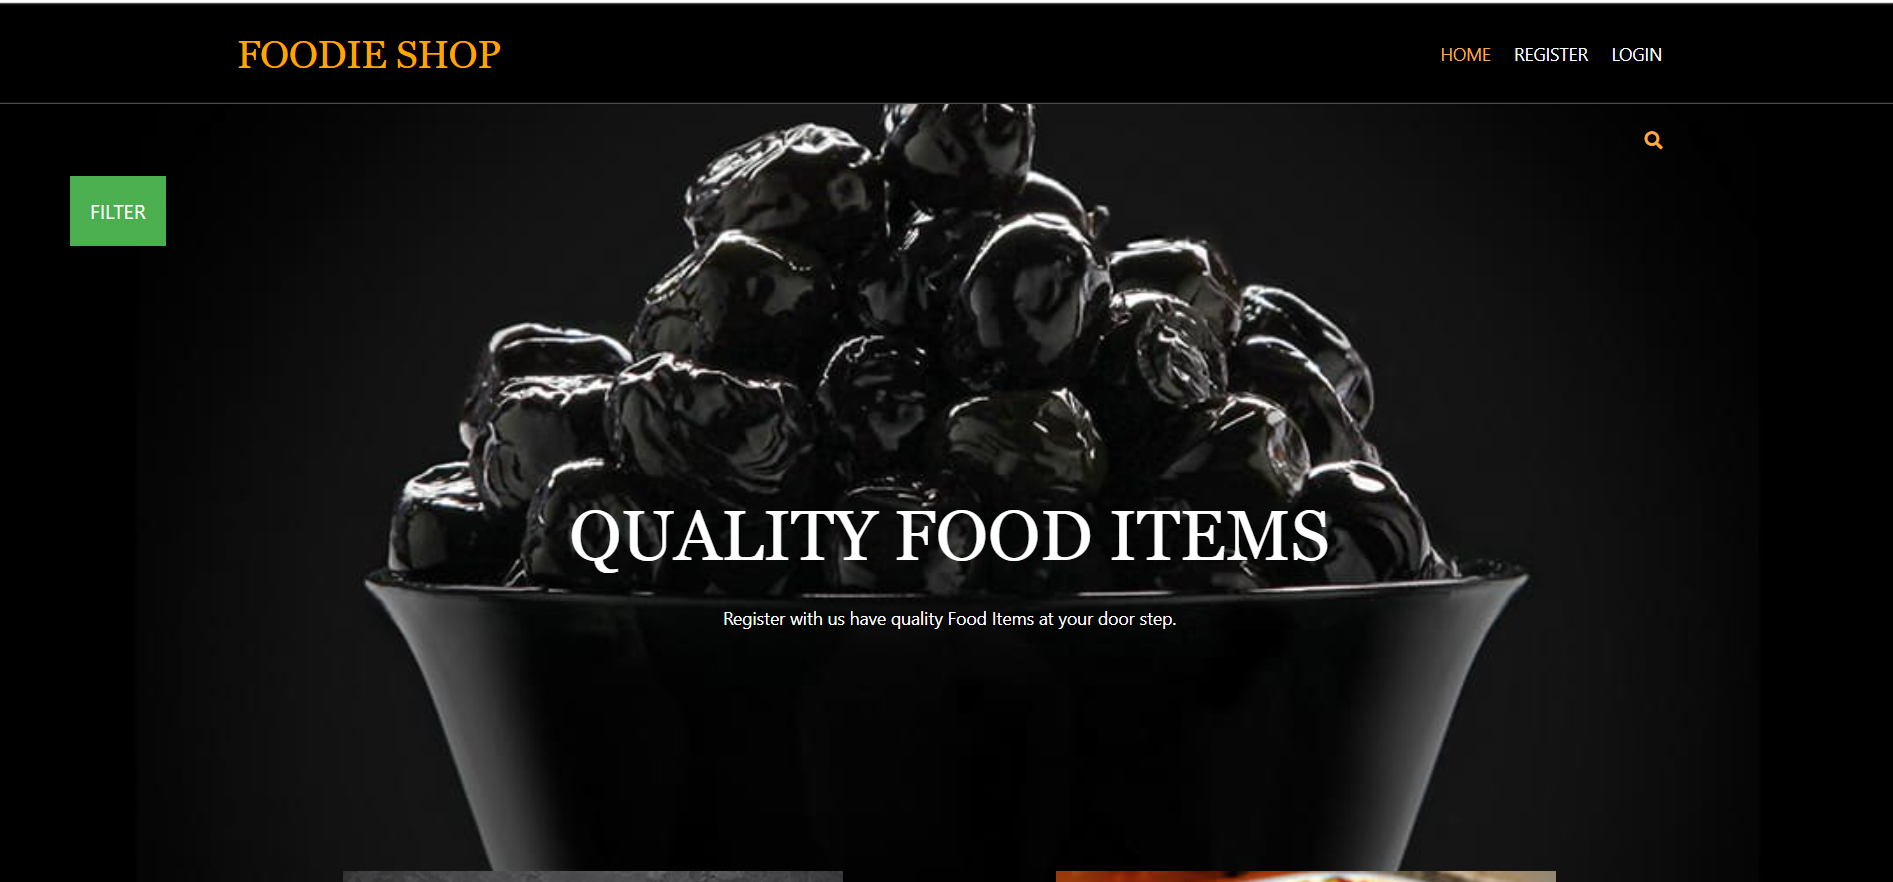 FOODIE SHOP
HOME REGISTER LOGIN
FILTER
QUALITY FOOD ITEMS
Register with us have quality Food Items at your door step.